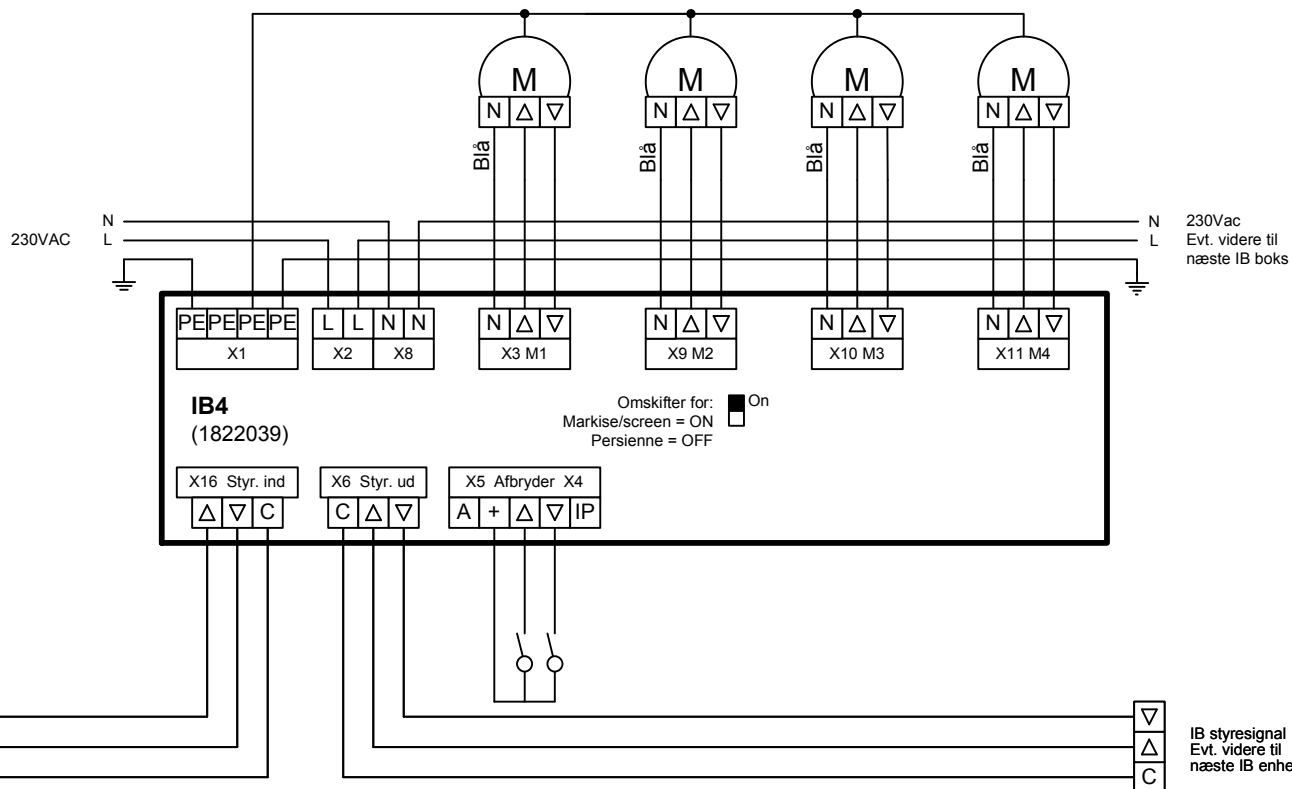 M M M M
N △ ▽ N △ ▽ N △ ▽ N △ ▽
Blå Blå Blå Blå
N
230VAC L
N 230Vac
L Evt. videre til
næste IB boks
PE PE PE PE L L N N N △ ▽ N △ ▽ N △ ▽ N △ ▽
X1 X2 X8 X3 M1 X9 M2 X10 M3 X11 M4
IB4
(1822039)
Omskifter for: On
Markise/screen = ON
Persienne = OFF
X16 Styr. ind X6 Styr. ud X5 Afbryder X4
△ ▽ C C △ ▽ A + △ ▽ IP
▽
△
C
IB styresignal
Evt. videre til
næste IB enhe